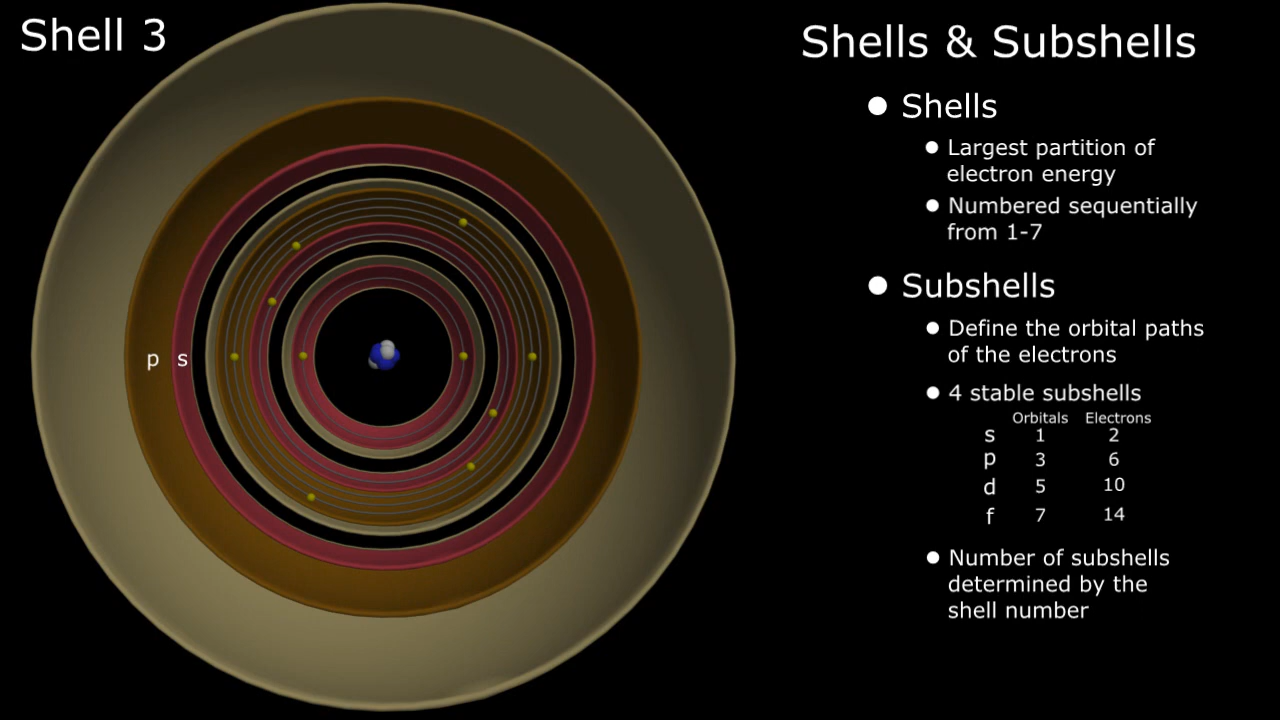 Shell 3
p s
Shells & Subshells
● Shells
● Largest partition of
electron energy
● Numbered sequentially
from 1-7
● Subshells
● Define the orbital paths
of the electrons
● 4 stable subshells
Orbitals Electrons
s 1 2
p 3 6
d 5 10
f 7 14
● Number of subshells
determined by the
shell number